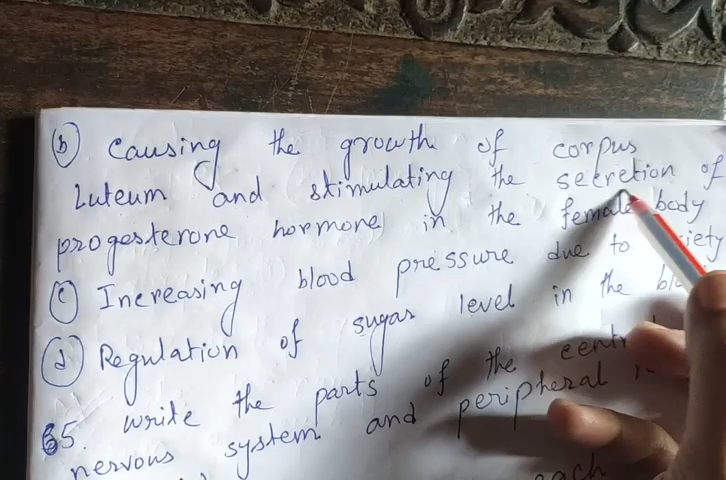 (b) Causing the growth of corpus
Luteum and stimulating the secretion of
progesterone hormone in the female body
(c) Increasing blood pressure due to
(d) Regulation of sugar level in the
65. write the parts of the
nervous system and peripheral
each